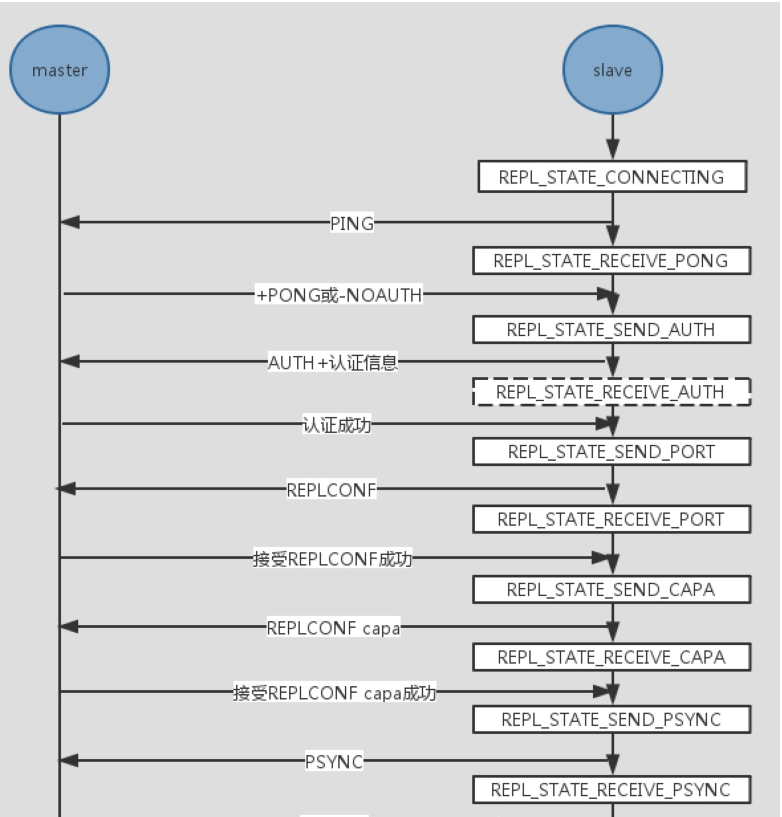 master
slave
REPL_STATE_CONNECTING
PING
REPL_STATE_RECEIVE_PONG
+PONG或-NOAUTH
REPL_STATE_SEND_AUTH
AUTH+认证信息
REPL_STATE_RECEIVE_AUTH
认证成功
REPL_STATE_SEND_PORT
REPLCONF
REPL_STATE_RECEIVE_PORT
接受REPLCONF成功
REPL_STATE_SEND_CAPA
REPLCONF capa
REPL_STATE_RECEIVE_CAPA
接受REPLCONF capa成功
REPL_STATE_SEND_PSYNC
PSYNC
REPL_STATE_RECEIVE_PSYNC